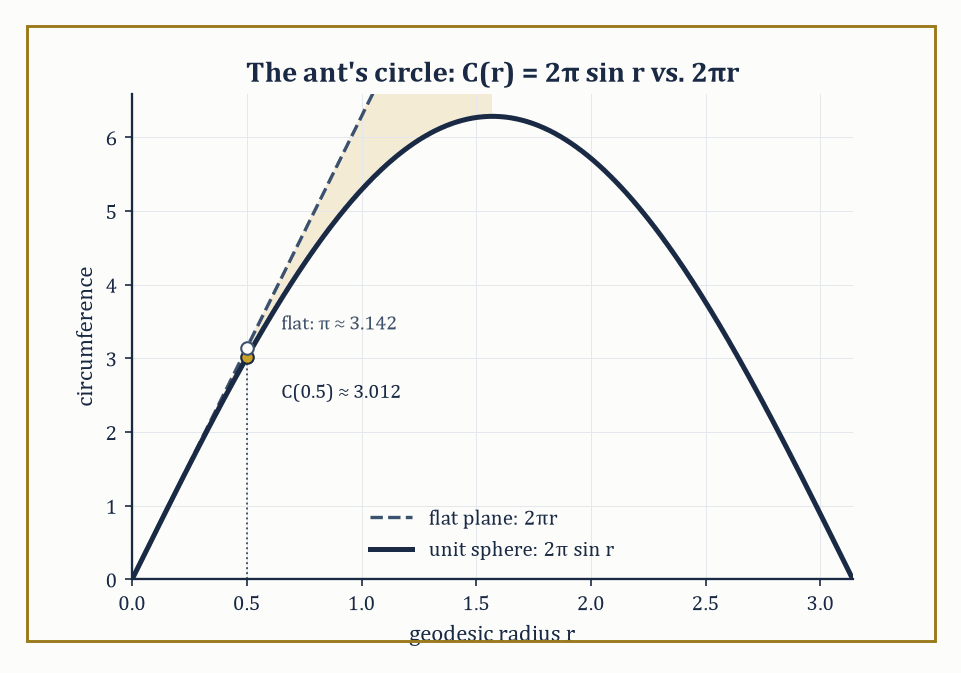 The ant's circle: C(r) = 2π sin r vs. 2πr
circumference
6
5
4
3
2
1
0
flat: π ≈ 3.142
C(0.5) ≈ 3.012
flat plane: 2πr
unit sphere: 2π sin r
0.0 0.5 1.0 1.5 2.0 2.5 3.0
geodesic radius r